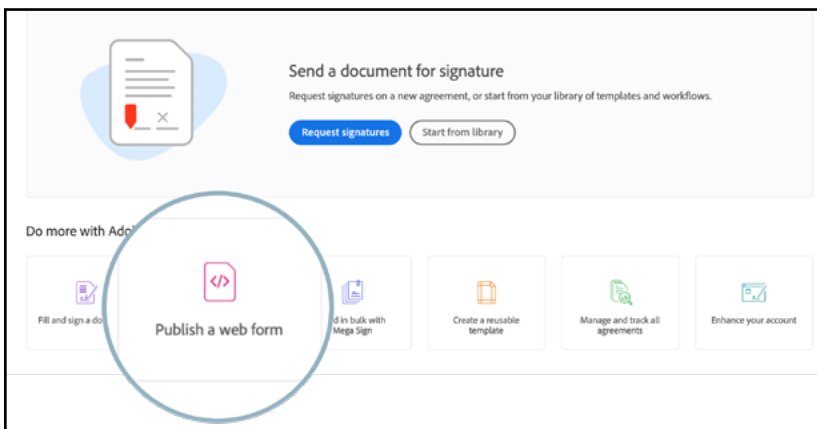 Send a document for signature
Request signatures on a new agreement, or start from your library of templates and workflows.
Request signatures
Start from library
Do more with
Fill and sign a
Publish a web form
in bulk with
Mega Sign
Create a reusable
template
Manage and track all
agreements
Enhance your account